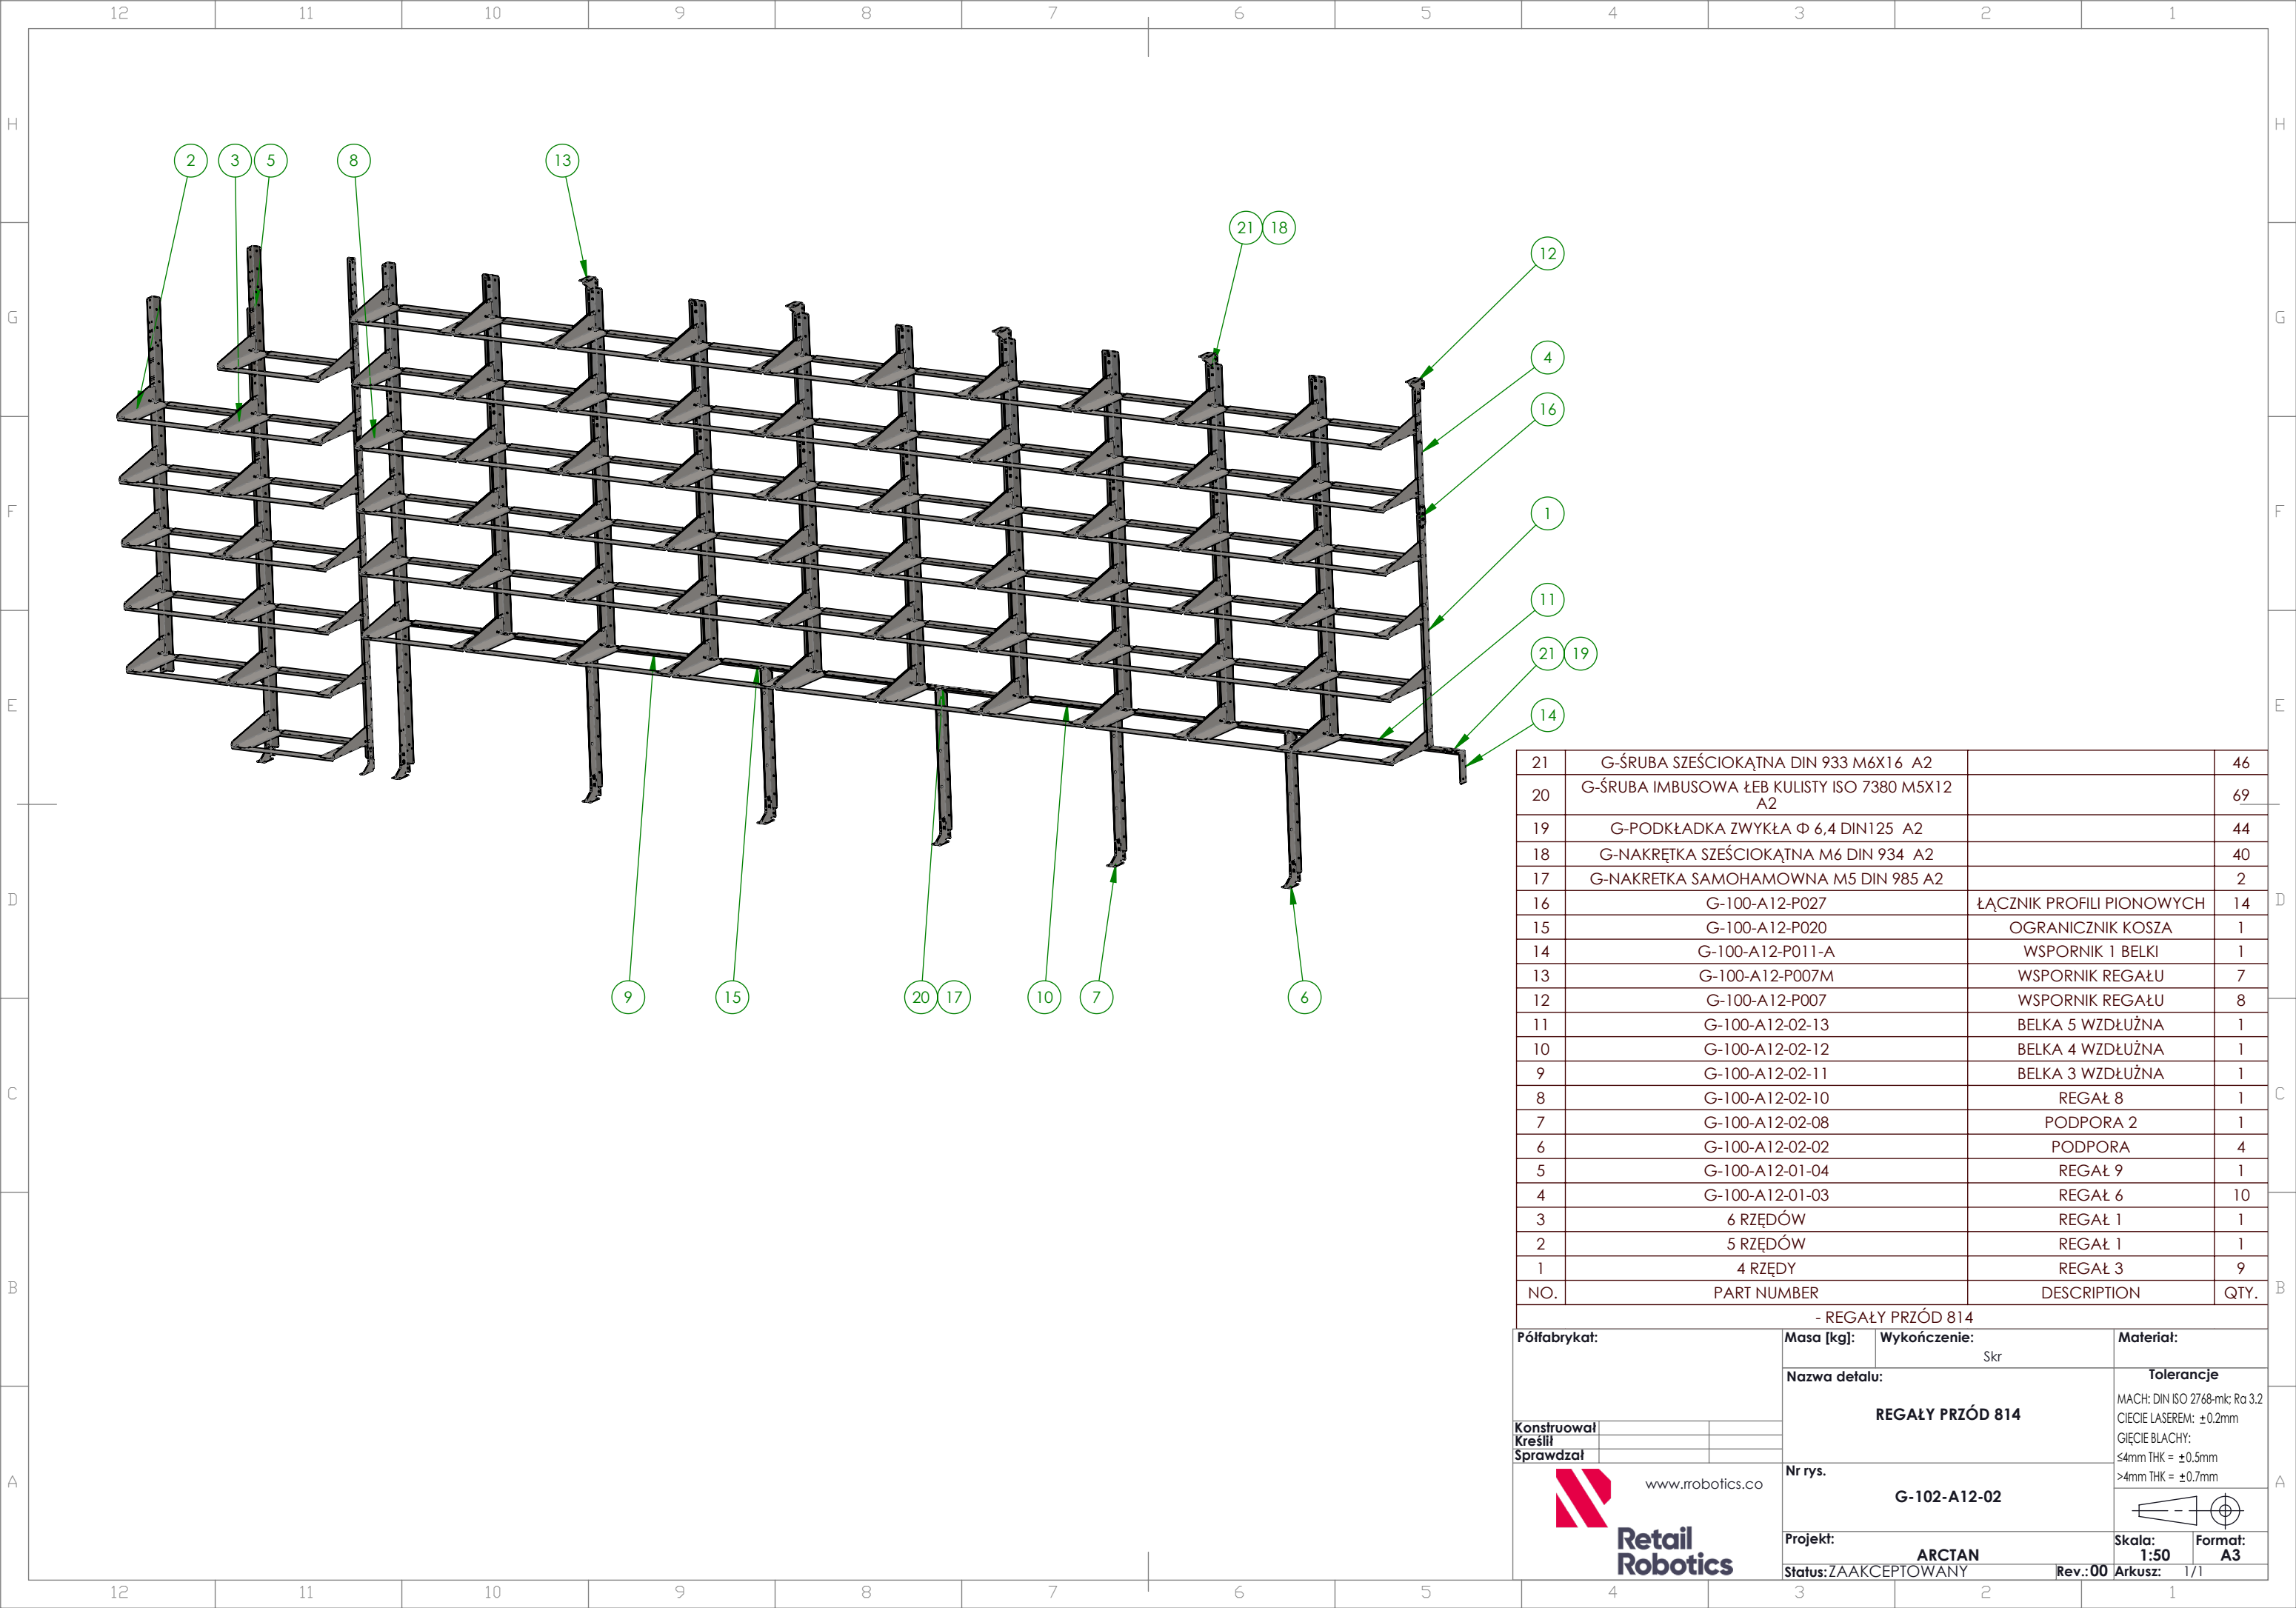 12 11 10 9 8 7 6 5 4 3 2 1
H H
2 3 5 8 13
21 18
12
G G
4
16
F F
1
11
21 19
E E
14
9 15 20 17 10 7 6
21 G-ŚRUBA SZEŚCIOKĄTNA DIN 933 M6X16 A2 46
20 G-ŚRUBA IMBUSOWA ŁEB KULISTY ISO 7380 M5X12
A2 69
19 G-PODKŁADKA ZWYKŁA Φ 6,4 DIN125 A2 44
18 G-NAKRĘTKA SZEŚCIOKĄTNA M6 DIN 934 A2 40
17 G-NAKRETKA SAMOHAMOWNA M5 DIN 985 A2 2
D D
16 G-100-A12-P027 ŁĄCZNIK PROFILI PIONOWYCH 14
15 G-100-A12-P020 OGRANICZNIK KOSZA 1
14 G-100-A12-P011-A WSPORNIK 1 BELKI 1
13 G-100-A12-P007M WSPORNIK REGAŁU 7
12 G-100-A12-P007 WSPORNIK REGAŁU 8
11 G-100-A12-02-13 BELKA 5 WZDŁUŻNA 1
10 G-100-A12-02-12 BELKA 4 WZDŁUŻNA 1
9 G-100-A12-02-11 BELKA 3 WZDŁUŻNA 1
C C
8 G-100-A12-02-10 REGAŁ 8 1
7 G-100-A12-02-08 PODPORA 2 1
6 G-100-A12-02-02 PODPORA 4
5 G-100-A12-01-04 REGAŁ 9 1
4 G-100-A12-01-03 REGAŁ 6 10
3 6 RZĘDÓW REGAŁ 1 1
2 5 RZĘDÓW REGAŁ 1 1
1 4 RZĘDY REGAŁ 3 9
B B
NO. PART NUMBER DESCRIPTION QTY.
- REGAŁY PRZÓD 814
Półfabrykat: Masa [kg]: Wykończenie: Materiał:
Skr
Nazwa detalu: Tolerancje
MACH: DIN ISO 2768-mk; Ra 3.2
REGAŁY PRZÓD 814
CIECIE LASEREM: ±0.2mm
Konstruował
GIĘCIE BLACHY:
Kreślił
Sprawdzał
≤4mm THK = ±0.5mm
Nr rys.
>4mm THK = ±0.7mm
A A
www.rrobotics.co
G-102-A12-02
Retail
Robotics
Projekt: Skala: Format:
ARCTAN 1:50 A3
Status: ZAAKCEPTOWANY Rev.: 00 Arkusz: 1/1
12 11 10 9 8 7 6 5 4 3 2 1